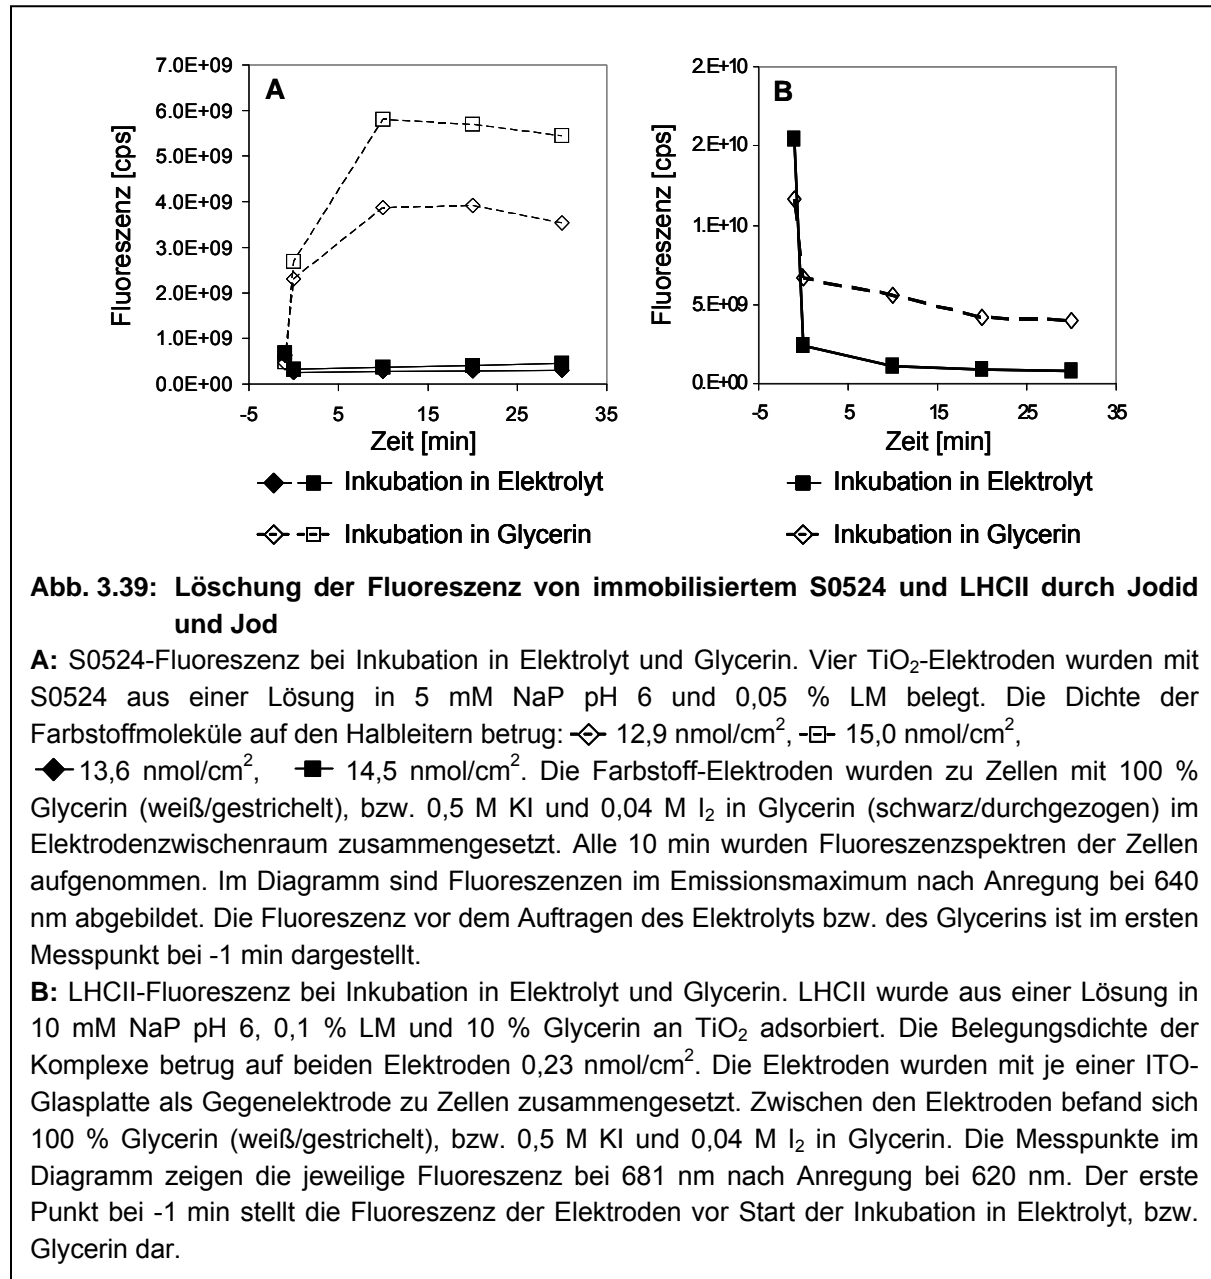 A
B
Fluoreszenz [cps]
7.0E+09
6.0E+09
5.0E+09
4.0E+09
3.0E+09
2.0E+09
1.0E+09
0.0E+00
-5 5 15 25 35
Zeit [min]
Fluoreszenz [cps]
2.E+10
2.E+10
1.E+10
5.E+09
0.E+00
-5 5 15 25 35
Zeit [min]
Inkubation in Elektrolyt
Inkubation in Glycerin
Inkubation in Elektrolyt
Inkubation in Glycerin
Abb. 3.39: Löschung der Fluoreszenz von immobilisiertem S0524 und LHCII durch Jodid
und Jod
A: S0524-Fluoreszenz bei Inkubation in Elektrolyt und Glycerin. Vier TiO₂-Elektroden wurden mit
S0524 aus einer Lösung in 5 mM NaP pH 6 und 0,05 % LM belegt. Die Dichte der
Farbstoffmoleküle auf den Halbleitern betrug: 12,9 nmol/cm², 15,0 nmol/cm²,
13,6 nmol/cm², 14,5 nmol/cm². Die Farbstoff-Elektroden wurden zu Zellen mit 100 %
Glycerin (weiß/gestrichelt), bzw. 0,5 M KI und 0,04 M I₂ in Glycerin (schwarz/durchgezogen) im
Elektrodenzwischenraum zusammengesetzt. Alle 10 min wurden Fluoreszenzspektren der Zellen
aufgenommen. Im Diagramm sind Fluoreszenzen im Emissionsmaximum nach Anregung bei 640
nm abgebildet. Die Fluoreszenz vor dem Auftragen des Elektrolyts bzw. des Glycerins ist im ersten
Messpunkt bei -1 min dargestellt.
B: LHCII-Fluoreszenz bei Inkubation in Elektrolyt und Glycerin. LHCII wurde aus einer Lösung in
10 mM NaP pH 6, 0,1 % LM und 10 % Glycerin an TiO₂ adsorbiert. Die Belegungsdichte der
Komplexe betrug auf beiden Elektroden 0,23 nmol/cm². Die Elektroden wurden mit je einer ITO-
Glasplatte als Gegenelektrode zu Zellen zusammengesetzt. Zwischen den Elektroden befand sich
100 % Glycerin (weiß/gestrichelt), bzw. 0,5 M KI und 0,04 M I₂ in Glycerin. Die Messpunkte im
Diagramm zeigen die jeweilige Fluoreszenz bei 681 nm nach Anregung bei 620 nm. Der erste
Punkt bei -1 min stellt die Fluoreszenz der Elektroden vor Start der Inkubation in Elektrolyt, bzw.
Glycerin dar.